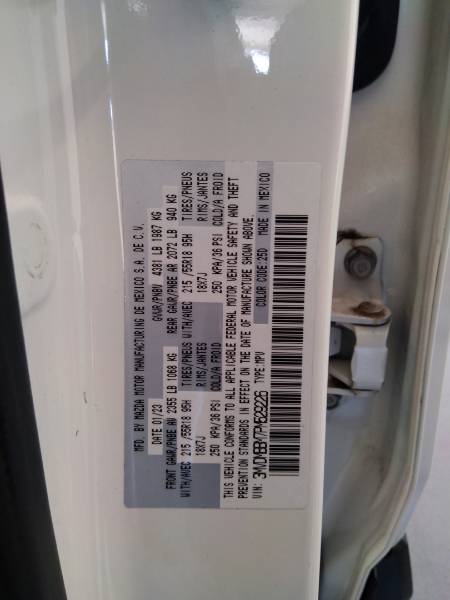 MFD. BY MAZDA MOTOR MANUFACTURING DE MEXICO S.A. DE C.V.
DATE 01/23 GVWR/PNBV 4381 LB 1987 KG
FRONT GAWR/PNBE AV 2355 LB 1068 KG REAR GAWR/PNBE AR 2072 LB 940 KG
WITH/AVEC 215 /55R18 95H TIRES/PNEUS WITH/AVEC 215 /55R18 95H TIRES/PNEUS
18X7J RIMS/JANTES 18X7J RIMS/JANTES
250 KPA/36 PSI COLD/A FROID 250 KPA/36 PSI COLD/A FROID
THIS VEHICLE CONFORMS TO ALL APPLICABLE FEDERAL MOTOR VEHICLE SAFETY AND THEFT
PREVENTION STANDARDS IN EFFECT ON THE DATE OF MANUFACTURE SHOWN ABOVE.
VIN: TYPE: MPV COLOR CODE: 25D MADE IN MEXICO